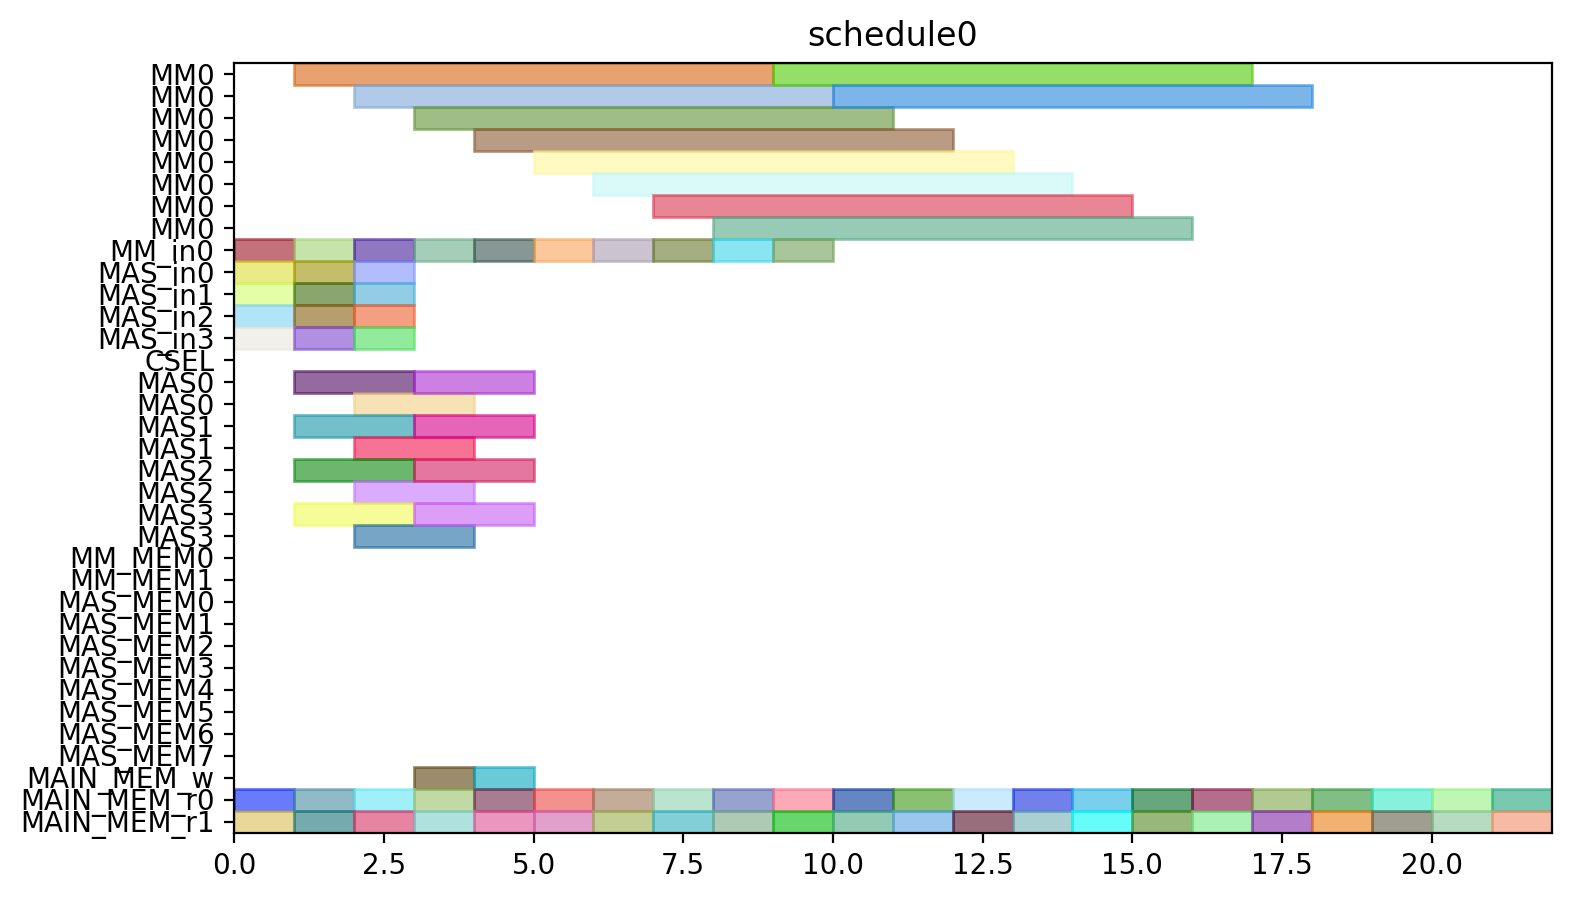 schedule0
MM0
MM0
MM0
MM0
MM0
MM0
MM0
MM0
MM_in0
MAS_in0
MAS_in1
MAS_in2
MAS_in3
CSEL
MAS0
MAS0
MAS1
MAS1
MAS2
MAS2
MAS3
MAS3
MM_MEM0
MM_MEM1
MAS_MEM0
MAS_MEM1
MAS_MEM2
MAS_MEM3
MAS_MEM4
MAS_MEM5
MAS_MEM6
MAS_MEM7
MAIN_MEM_w
MAIN_MEM_r0
MAIN_MEM_r1
0.0 2.5 5.0 7.5 10.0 12.5 15.0 17.5 20.0